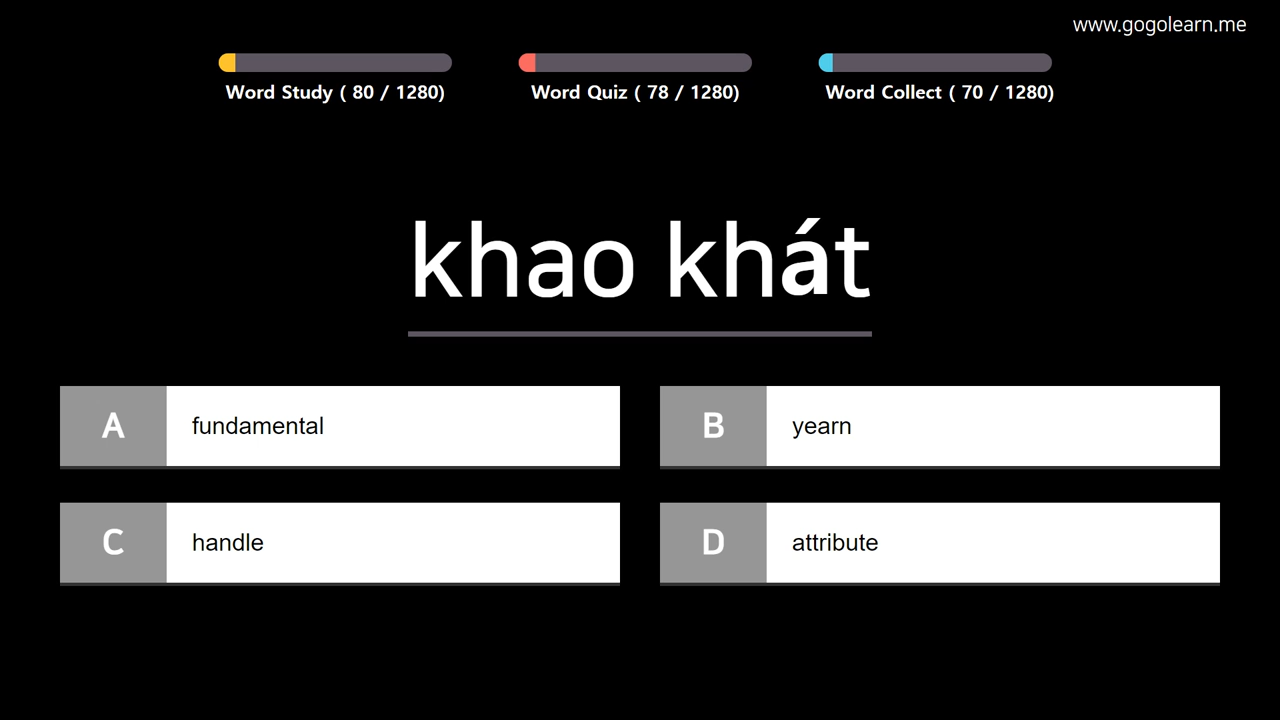 www.gogolearn.me
Word Study ( 80 / 1280)
Word Quiz ( 78 / 1280)
Word Collect ( 70 / 1280)
khao khát
A fundamental
B yearn
C handle
D attribute